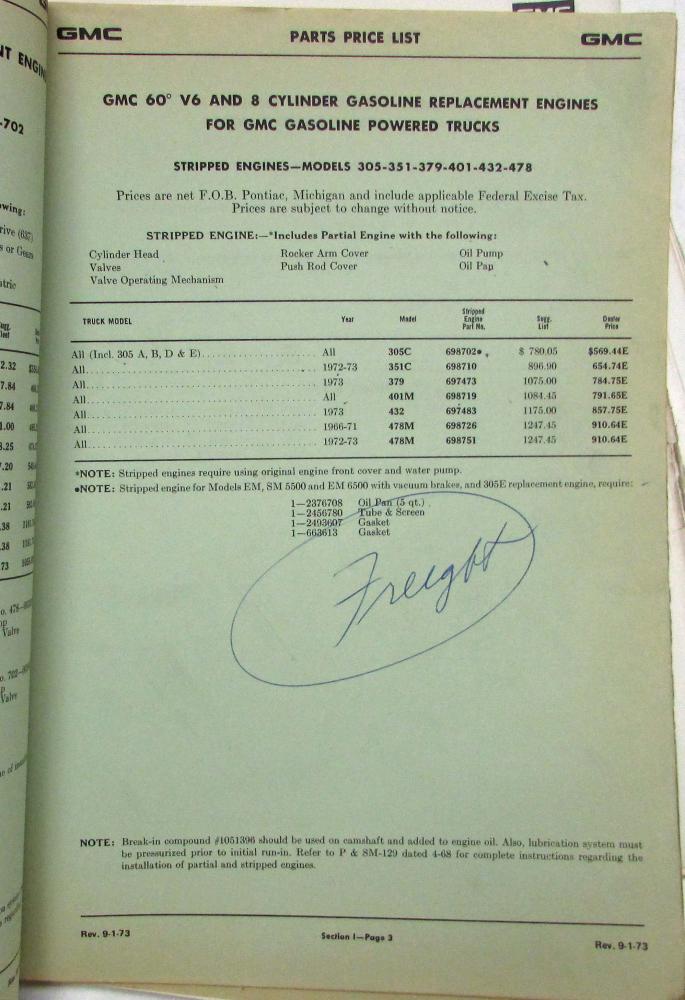 GMC PARTS PRICE LIST GMC
GMC 60° V6 AND 8 CYLINDER GASOLINE REPLACEMENT ENGINES
FOR GMC GASOLINE POWERED TRUCKS
STRIPPED ENGINES—MODELS 305-351-379-401-432-478
Prices are net F.O.B. Pontiac, Michigan and include applicable Federal Excise Tax.
Prices are subject to change without notice.
STRIPPED ENGINE:—*Includes Partial Engine with the following:
Cylinder Head Rocker Arm Cover Oil Pump
Valves Push Rod Cover Oil Pan
Valve Operating Mechanism
TRUCK MODEL Year Model Stripped Engine Part No. Sugg. List Dealer Price
All (Incl. 305 A, B, D & E) All 305C 698702● $ 780.05 $569.44E
All 1972-73 351C 698710 896.90 654.74E
All 1973 379 697473 1075.00 784.75E
All All 401M 698719 1084.45 791.65E
All 1973 432 697483 1175.00 857.75E
All 1966-71 478M 698726 1247.45 910.64E
All 1972-73 478M 698751 1247.45 910.64E
*NOTE: Stripped engines require using original engine front cover and water pump.
●NOTE: Stripped engine for Models EM, SM 5500 and EM 6500 with vacuum brakes, and 305E replacement engine, require:
1—2376708 Oil Pan (5 qt.)
1—2456780 Tube & Screen
1—2493607 Gasket
1—663613 Gasket
Freight
NOTE: Break-in compound #1051396 should be used on camshaft and added to engine oil. Also, lubrication system must
be pressurized prior to initial run-in. Refer to P & SM-129 dated 4-68 for complete instructions regarding the
installation of partial and stripped engines.
Rev. 9-1-73 Section I—Page 3 Rev. 9-1-73